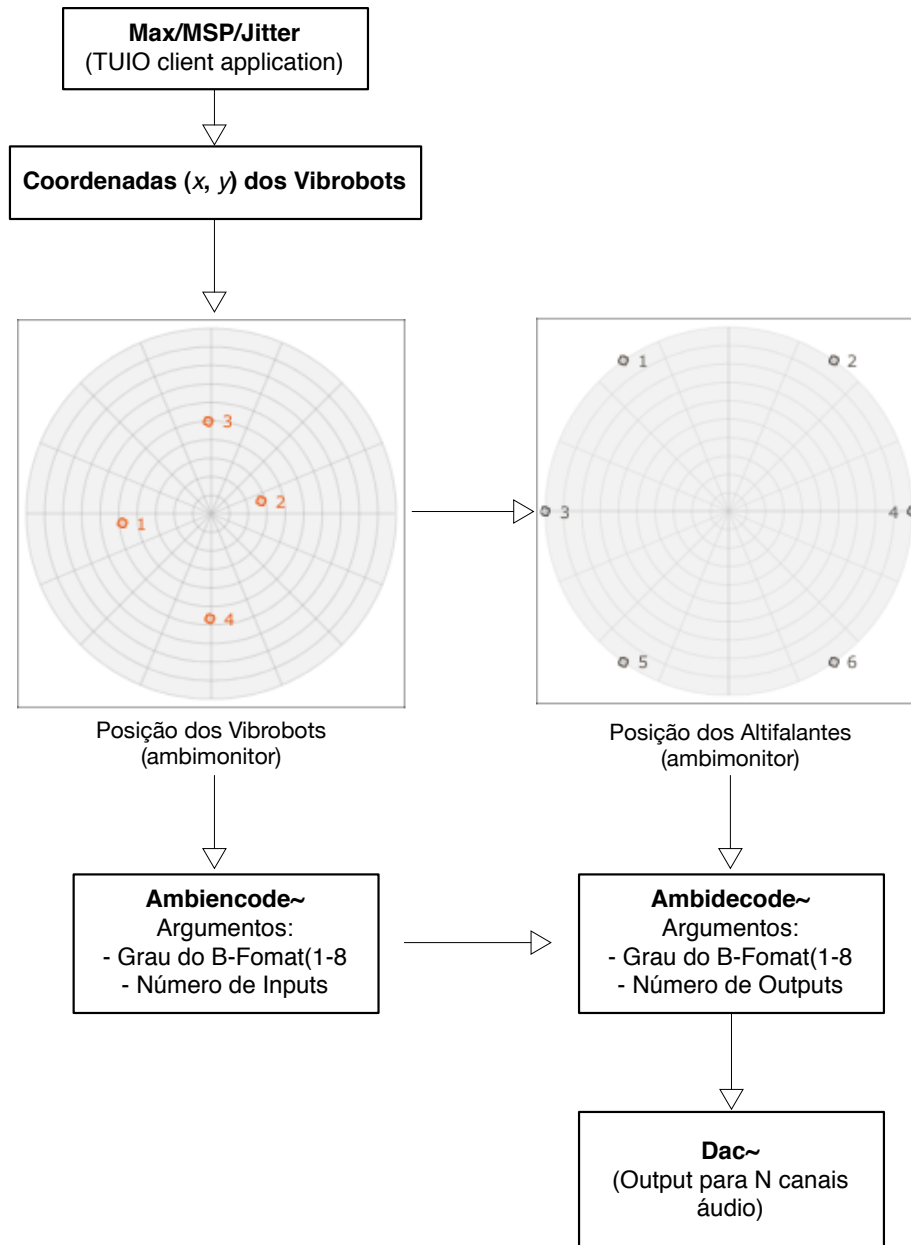 Max/MSP/Jitter
(TUIO client application)
Coordenadas (x, y) dos Vibrobots
3
2
1
4
1
2
3
4
5
6
Posição dos Vibrobots
(ambimonitor)
Posição dos Altifalantes
(ambimonitor)
Ambiencode~
Argumentos:
- Grau do B-Fomat(1-8
- Número de Inputs
Ambidecode~
Argumentos:
- Grau do B-Fomat(1-8
- Número de Outputs
Dac~
(Output para N canais
áudio)